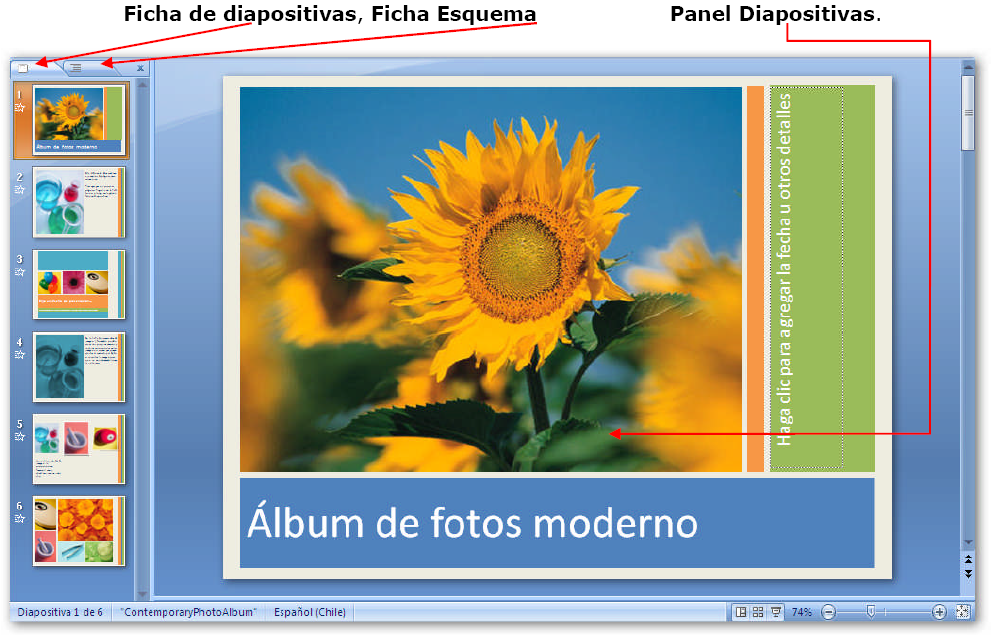 Ficha de diapositivas, Ficha Esquema
Panel Diapositivas.
1
Álbum de fotos moderno
2
3
4
5
6
Haga clic para agregar la fecha u otros detalles
Álbum de fotos moderno
Diapositiva 1 de 6
"ContemporaryPhotoAlbum"
Español (Chile)
74%